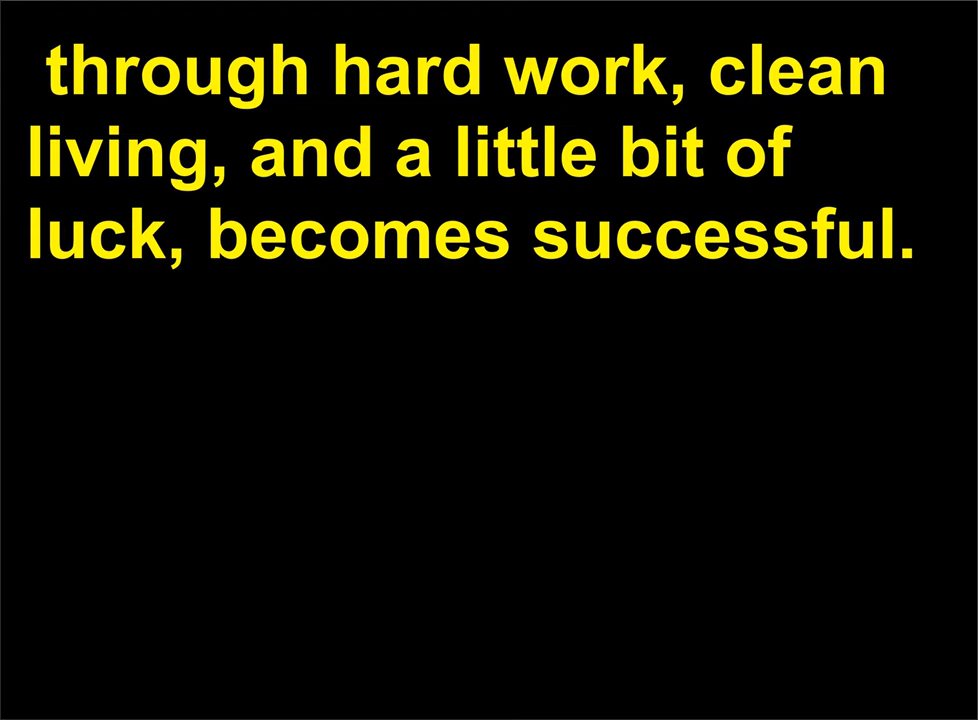 through hard work, clean
living, and a little bit of
luck, becomes successful.